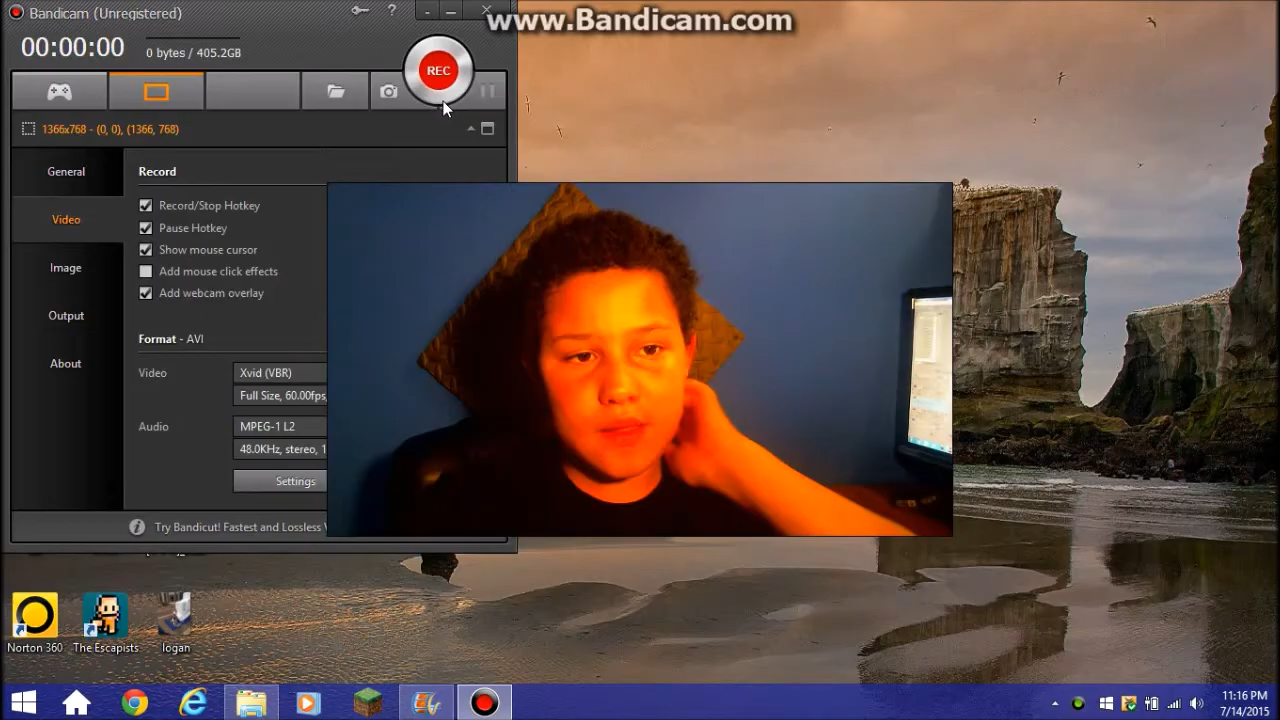 Bandicam (Unregistered)
www.Bandicam.com
00:00:00
0 bytes / 405.2GB
REC
1366x768 - (0, 0), (1366, 768)
General
Video
Image
Output
About
Record
Record/Stop Hotkey
Pause Hotkey
Show mouse cursor
Add mouse click effects
Add webcam overlay
Format - AVI
Video
Xvid (VBR)
Full Size, 60.00fps,
Audio
MPEG-1 L2
48.0KHz, stereo, 1
Settings
Try Bandicut! Fastest and Lossless
Norton 360
The Escapists
logan
11:16 PM
7/14/2015